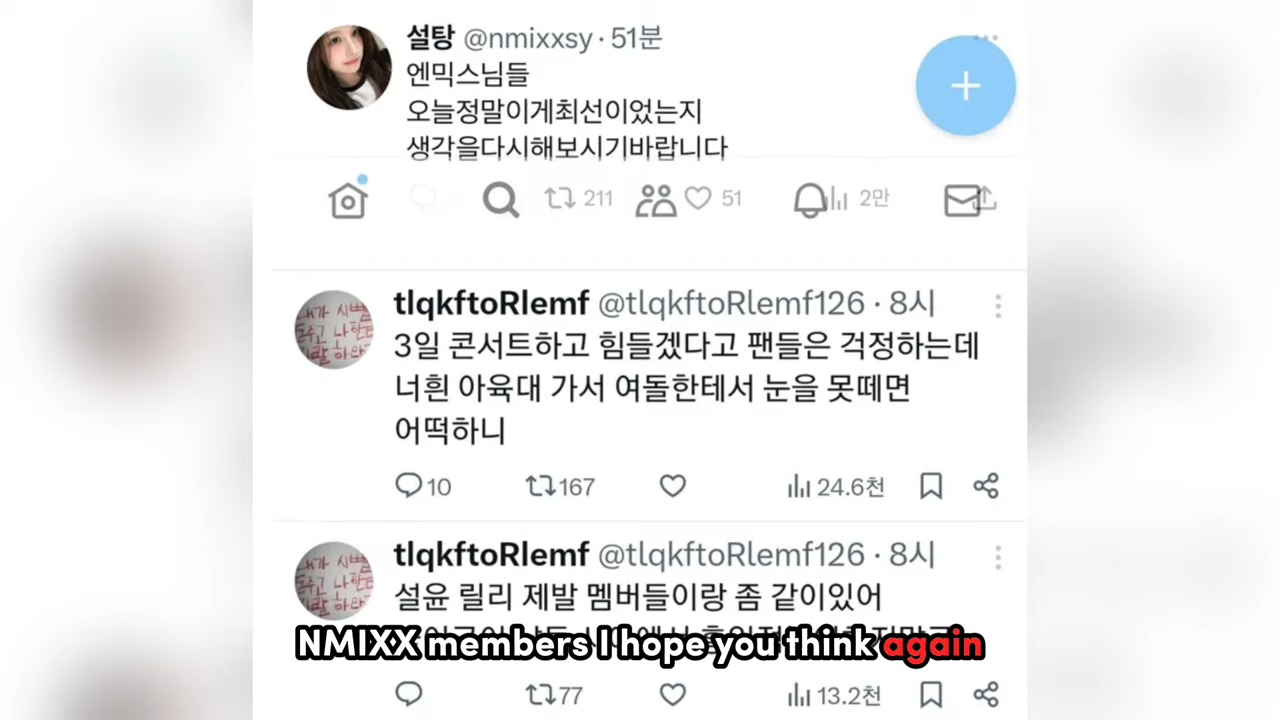 설탕 @nmixxsy · 51분
엔믹스님들
오늘정말이게최선이었는지
생각을다시해보시기바랍니다
211 51 2만
tlqkftoRlemf @tlqkftoRlemf126 · 8시
3일 콘서트하고 힘들겠다고 팬들은 걱정하는데
너흰 아육대 가서 여돌한테서 눈을 못떼면
어떡하니
10 167 24.6천
tlqkftoRlemf @tlqkftoRlemf126 · 8시
설윤 릴리 제발 멤버들이랑 좀 같이있어
NMIXX members I hope you think again
77 13.2천